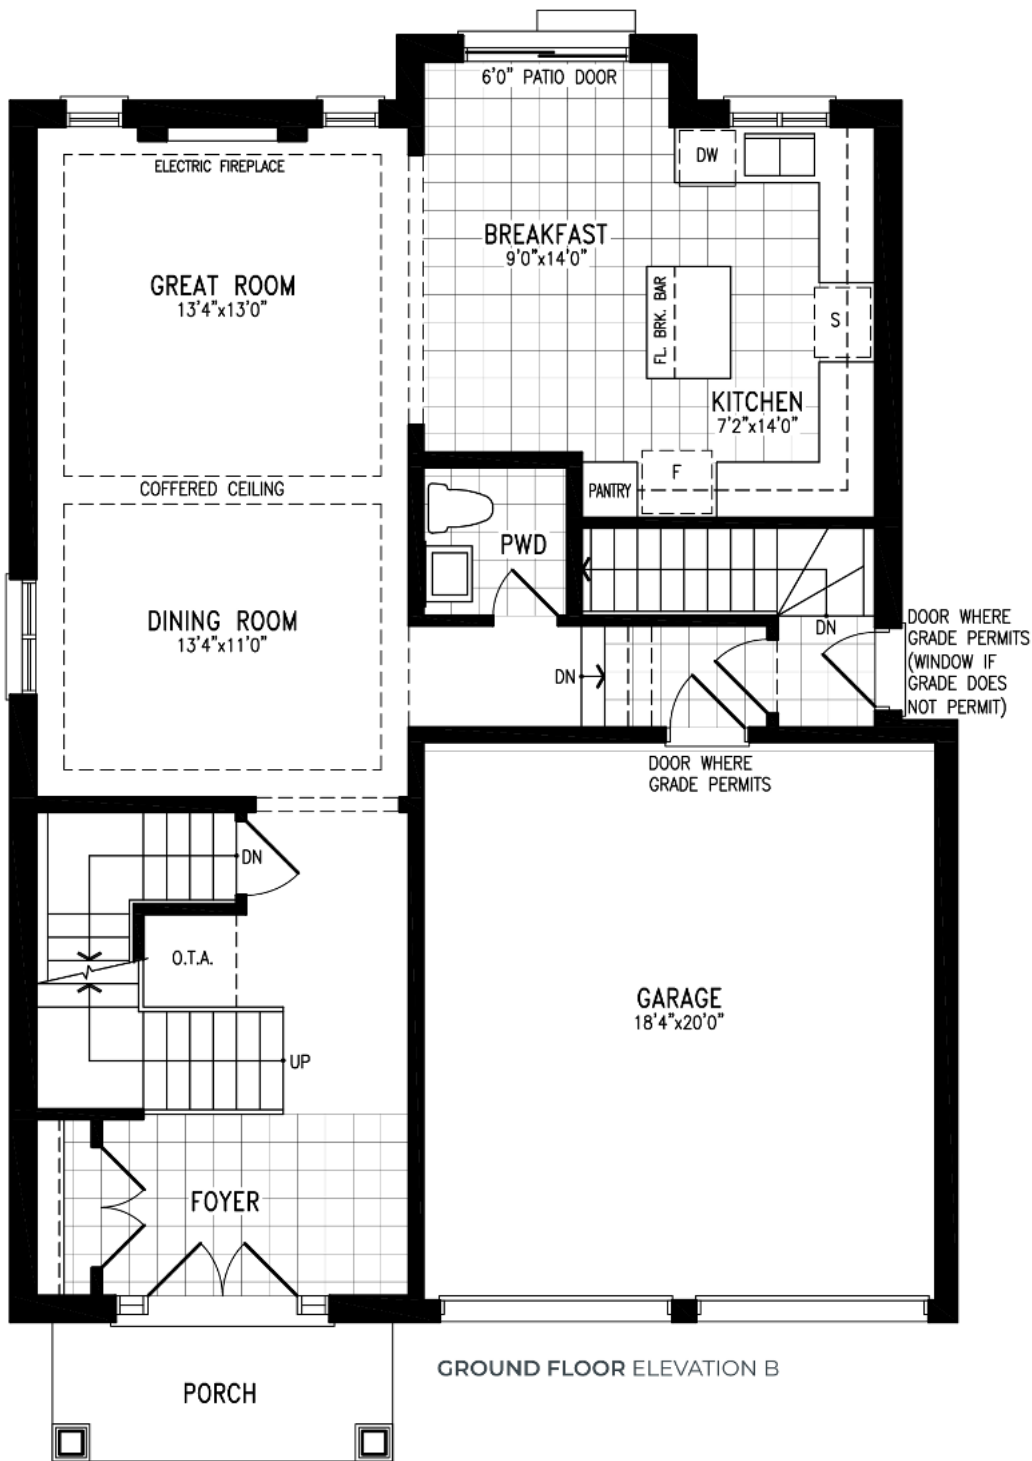 6'0" PATIO DOOR
ELECTRIC FIREPLACE
DW
BREAKFAST
9'0"x14'0"
GREAT ROOM
13'4"x13'0"
FL. BRK. BAR
S
KITCHEN
7'2"x14'0"
COFFERED CEILING
PANTRY
F
PWD
DINING ROOM
13'4"x11'0"
DN
DN
DOOR WHERE
GRADE PERMITS
(WINDOW IF
GRADE DOES
NOT PERMIT)
DOOR WHERE
GRADE PERMITS
DN
O.T.A.
GARAGE
18'4"x20'0"
UP
FOYER
GROUND FLOOR ELEVATION B
PORCH